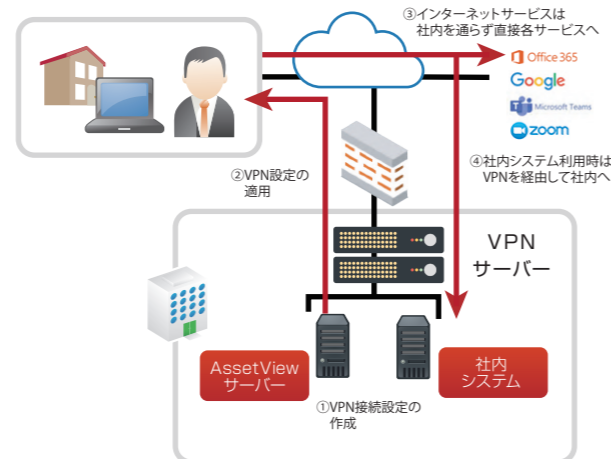 ③インターネットサービスは
社内を通らず直接各サービスへ
Office 365
Google
Microsoft Teams
zoom
④社内システム利用時は
VPNを経由して社内へ
②VPN設定の
適用
VPN
サーバー
AssetView
サーバー
社内
システム
①VPN接続設定の
作成